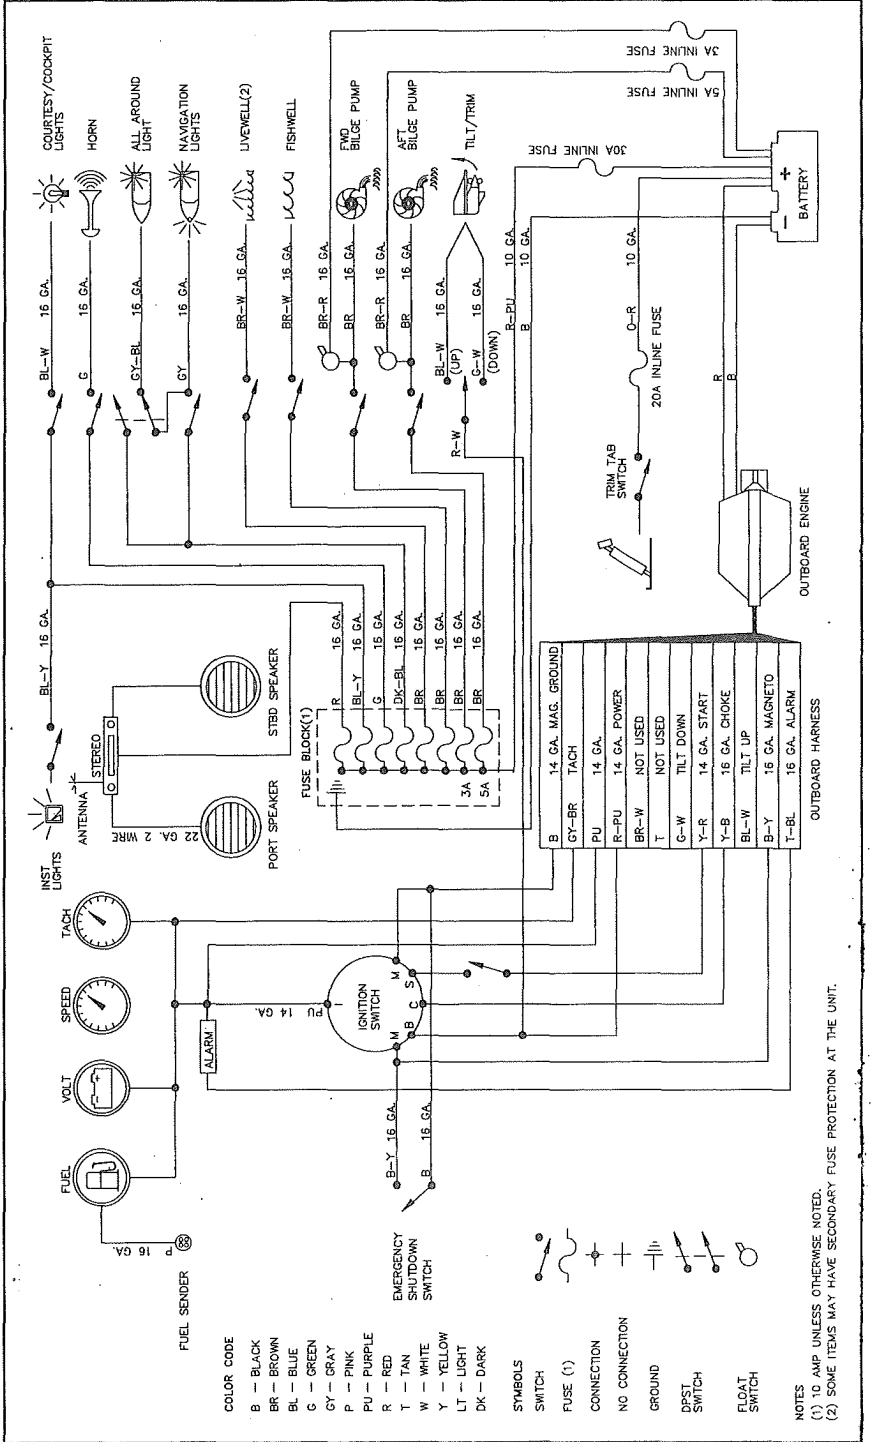 COURTESY/COCKPIT
LIGHTS
HORN
ALL AROUND
LIGHT
NAVIGATION
LIGHTS
LIVEWELL(2)
FISHWELL
FWD
BILGE PUMP
AFT
BILGE PUMP
TILT/TRIM
3A INLINE FUSE
5A INLINE FUSE
30A INLINE FUSE
BL-W 16 GA.
G 16 GA.
GY-BL 16 GA.
GY 16 GA.
BR-W 16 GA.
BR-W 16 GA.
BR-R 16 GA.
BR 16 GA.
BR-R 16 GA.
BR 16 GA.
BL-W 16 GA.
(UP)
G-W 16 GA.
(DOWN)
R-PU 10 GA.
B 10 GA.
O-R 10 GA.
20A INLINE FUSE
R-W
+
-
BATTERY
R
B
TRIM TAB
SWITCH
OUTBOARD ENGINE
BL-Y 16 GA.
INST
LIGHTS
ANTENNA
STEREO
22 GA. 2 WIRE
STBD SPEAKER
PORT SPEAKER
FUSE BLOCK(1)
R 16 GA.
BL-Y 16 GA.
G 16 GA.
DK-BL 16 GA.
BR 16 GA.
BR 16 GA.
BR 16 GA.
BR 16 GA.
3A
5A
B 14 GA. MAG. GROUND
GY-BR TACH
PU 14 GA.
R-PU 14 GA. POWER
BR-W NOT USED
T NOT USED
G-W TILT DOWN
Y-R 14 GA. START
Y-B 16 GA. CHOKE
BL-W TILT UP
B-Y 16 GA. MAGNETO
T-BL 16 GA. ALARM
OUTBOARD HARNESS
TACH
SPEED
VOLT
FUEL
ALARM
PU 14 GA.
I
IGNITION
SWITCH
M
S
C
B
M
P 16 GA.
FUEL SENDER
B-Y 16 GA.
B 16 GA.
EMERGENCY
SHUTDOWN
SWITCH
COLOR CODE
B - BLACK
BR - BROWN
BL - BLUE
G - GREEN
GY - GRAY
P - PINK
PU - PURPLE
R - RED
T - TAN
W - WHITE
Y - YELLOW
LT - LIGHT
DK - DARK
SYMBOLS
SWITCH
FUSE (1)
CONNECTION
NO CONNECTION
GROUND
DPST
SWITCH
FLOAT
SWITCH
NOTES
(1) 10 AMP UNLESS OTHERWISE NOTED.
(2) SOME ITEMS MAY HAVE SECONDARY FUSE PROTECTION AT THE UNIT.